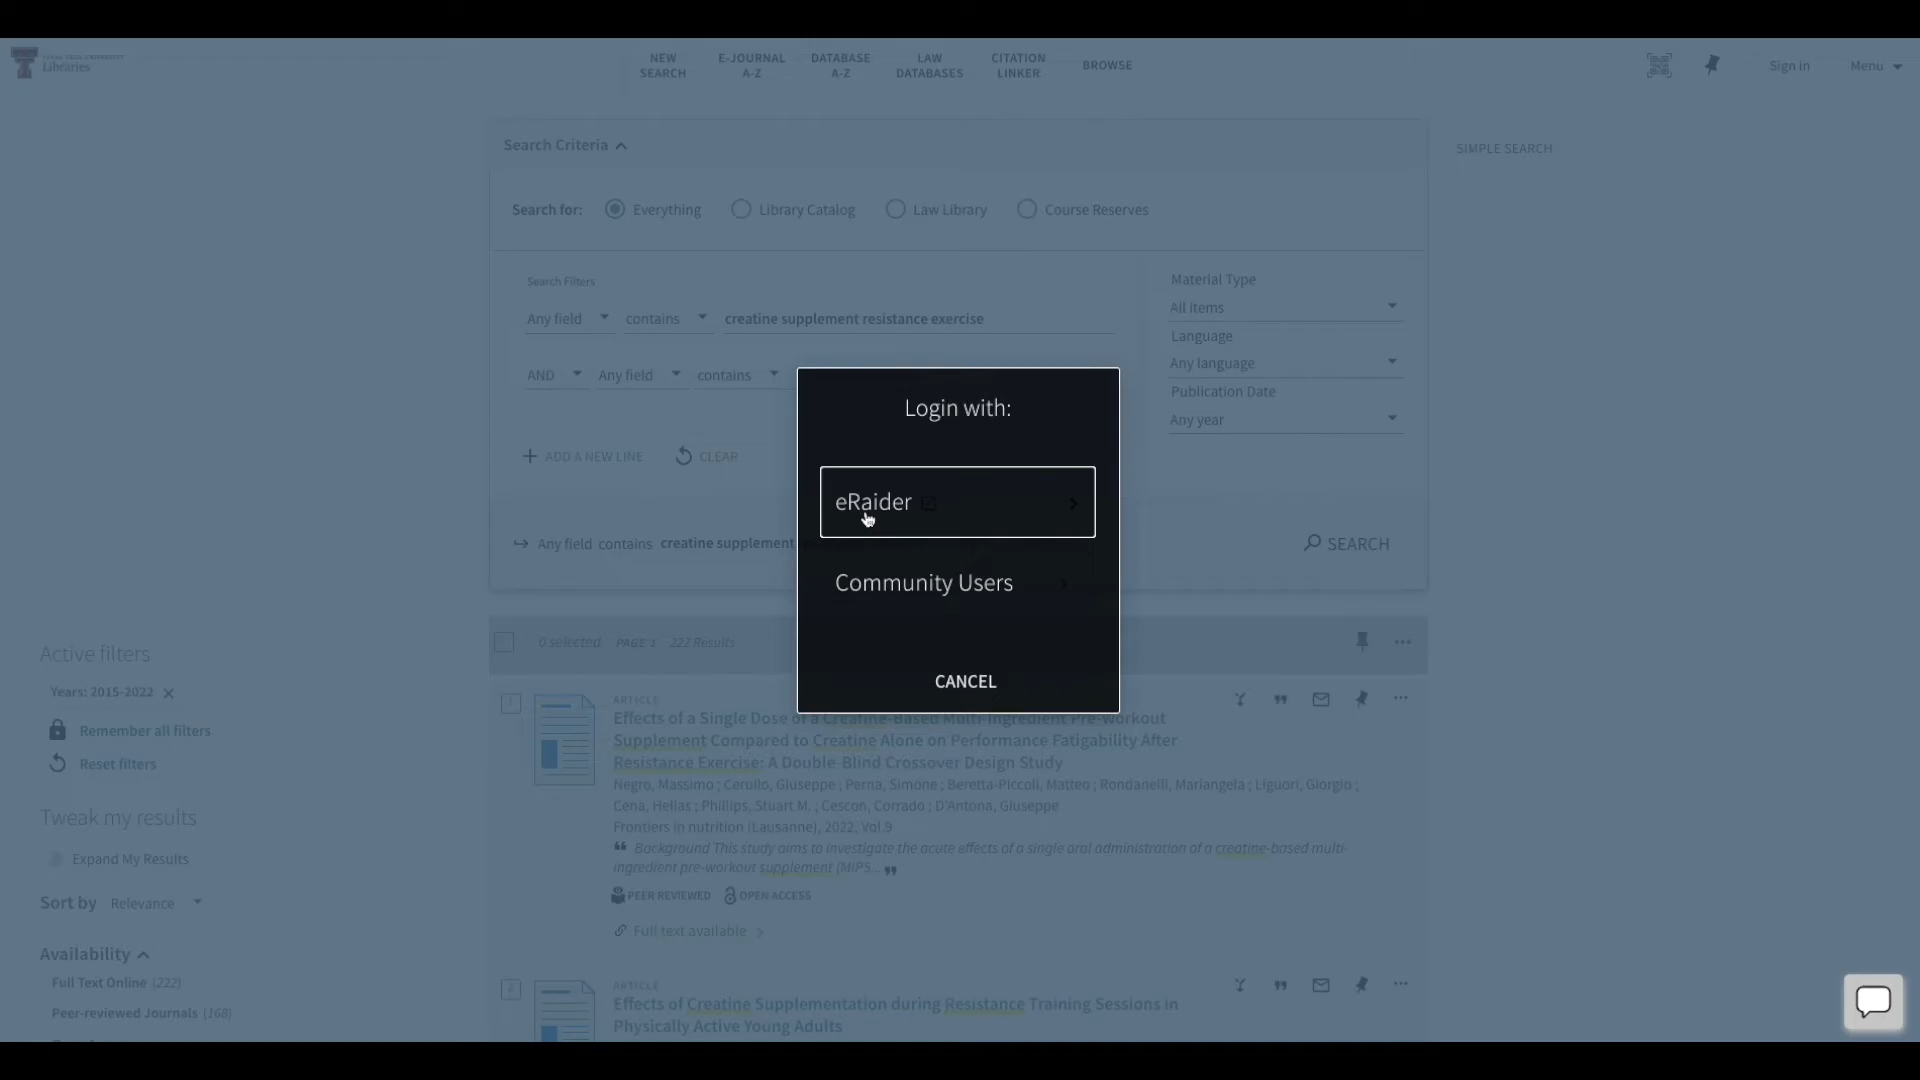 TEXAS TECH UNIVERSITY
Libraries
NEW
SEARCH
E-JOURNAL
A-Z
DATABASE
A-Z
LAW
DATABASES
CITATION
LINKER
BROWSE
Sign in
Menu
Search Criteria
SIMPLE SEARCH
Search for:
Everything
Library Catalog
Law Library
Course Reserves
Search Filters
Any field
contains
creatine supplement resistance exercise
AND
Any field
contains
Material Type
All items
Language
Any language
Publication Date
Any year
+ ADD A NEW LINE
CLEAR
Login with:
eRaider
Community Users
CANCEL
Any field contains creatine supplement
SEARCH
0 selected PAGE 1 222 Results
Active filters
Years: 2015-2022
Remember all filters
Reset filters
Tweak my results
Expand My Results
Sort by Relevance
Availability
Full Text Online (222)
Peer-reviewed Journals (168)
1
ARTICLE
Effects of a Single Dose of a Creatine-Based Multi-Ingredient Pre-workout
Supplement Compared to Creatine Alone on Performance Fatigability After
Resistance Exercise: A Double-Blind Crossover Design Study
Negro, Massimo ; Cerullo, Giuseppe ; Perna, Simone ; Beretta-Piccoli, Matteo ; Rondanelli, Mariangela ; Liguori, Giorgio ;
Cena, Hellas ; Phillips, Stuart M. ; Cescon, Corrado ; D'Antona, Giuseppe
Frontiers in nutrition (Lausanne), 2022, Vol.9
Background This study aims to investigate the acute effects of a single oral administration of a creatine-based multi-
ingredient pre-workout supplement (MIPS...
PEER REVIEWED
OPEN ACCESS
Full text available
2
ARTICLE
Effects of Creatine Supplementation during Resistance Training Sessions in
Physically Active Young Adults